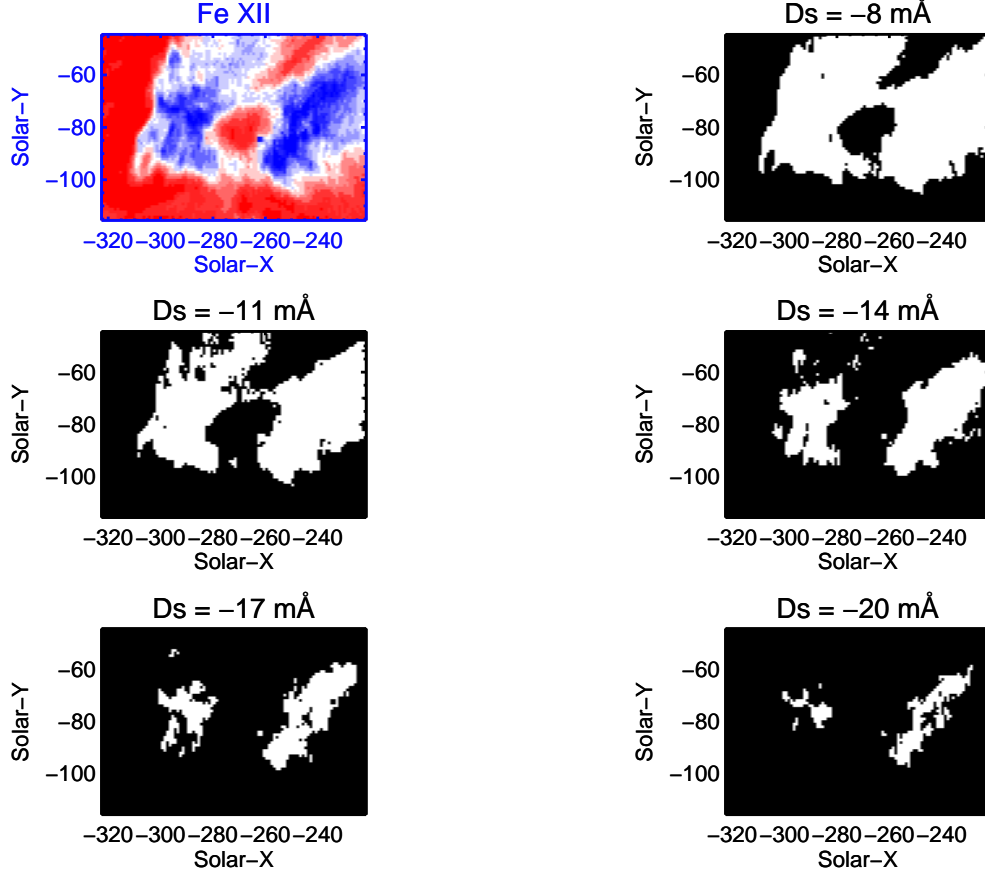 Fe XII
Solar−Y
−60
−80
−100
−320 −300 −280 −260 −240
Solar−X
Ds = −8 mÅ
Solar−Y
−60
−80
−100
−320 −300 −280 −260 −240
Solar−X
Ds = −11 mÅ
Solar−Y
−60
−80
−100
−320 −300 −280 −260 −240
Solar−X
Ds = −14 mÅ
Solar−Y
−60
−80
−100
−320 −300 −280 −260 −240
Solar−X
Ds = −17 mÅ
Solar−Y
−60
−80
−100
−320 −300 −280 −260 −240
Solar−X
Ds = −20 mÅ
Solar−Y
−60
−80
−100
−320 −300 −280 −260 −240
Solar−X